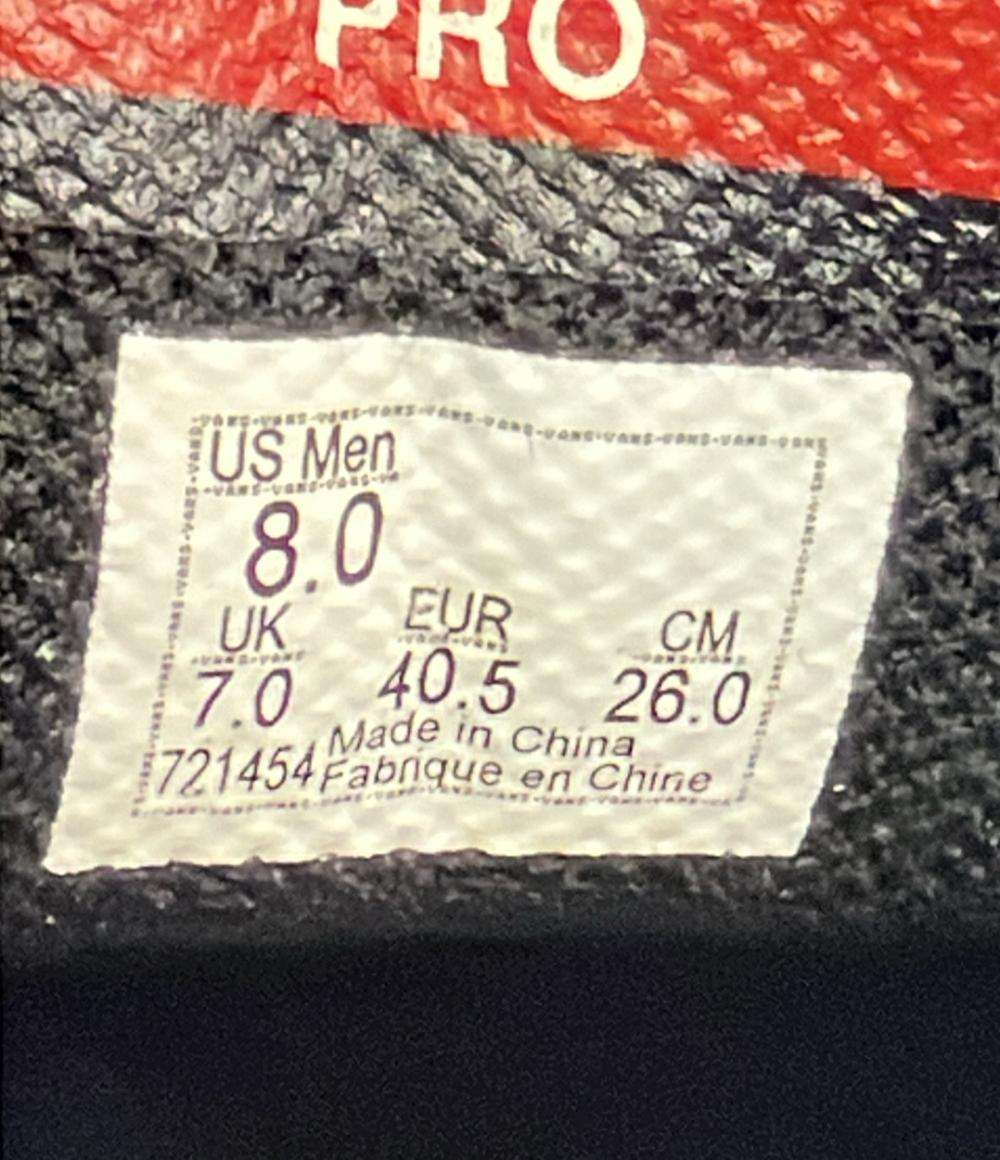 PRO
US Men
8.0
UK EUR CM
7.0 40.5 26.0
Made in China
721454 Fabrique en Chine